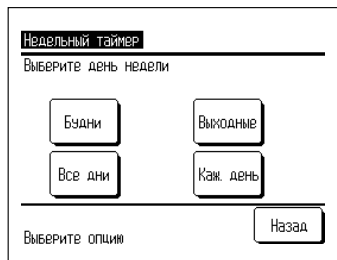 Недельный таймер
Выберите день недели
Будни Выходные
Все дни Каж. день
Назад
Выберите опцию